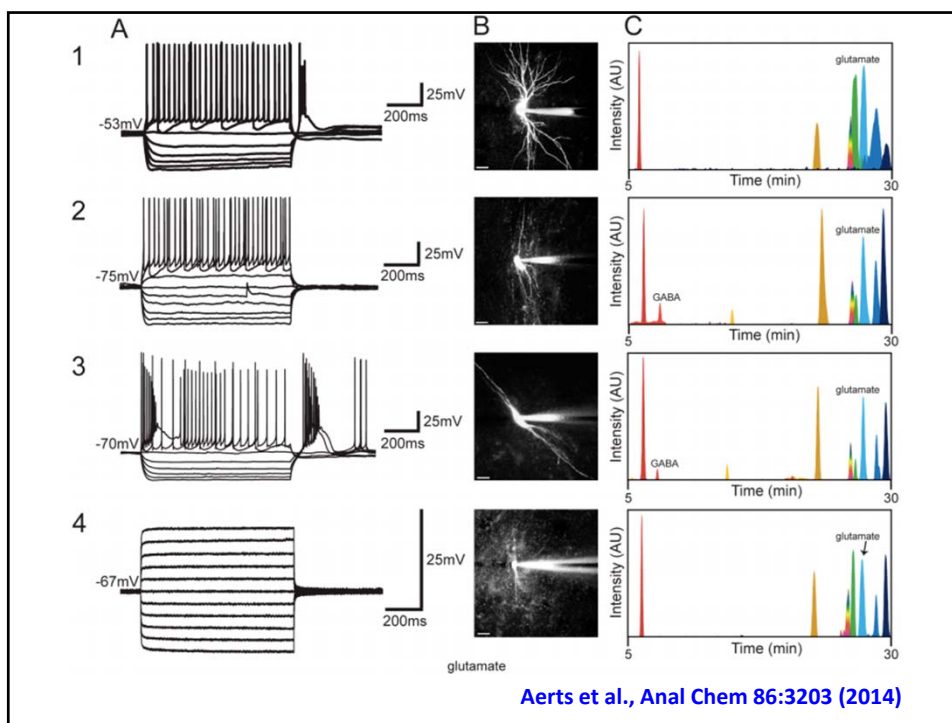 A B C
1
-53mV
25mV
200ms
Intensity (AU)
glutamate
5 Time (min) 30
2
-75mV
25mV
200ms
Intensity (AU)
GABA
glutamate
5 Time (min) 30
3
-70mV
25mV
200ms
Intensity (AU)
GABA
glutamate
5 Time (min) 30
4
-67mV
25mV
200ms
Intensity (AU)
glutamate
5 Time (min) 30
glutamate
Aerts et al., Anal Chem 86:3203 (2014)